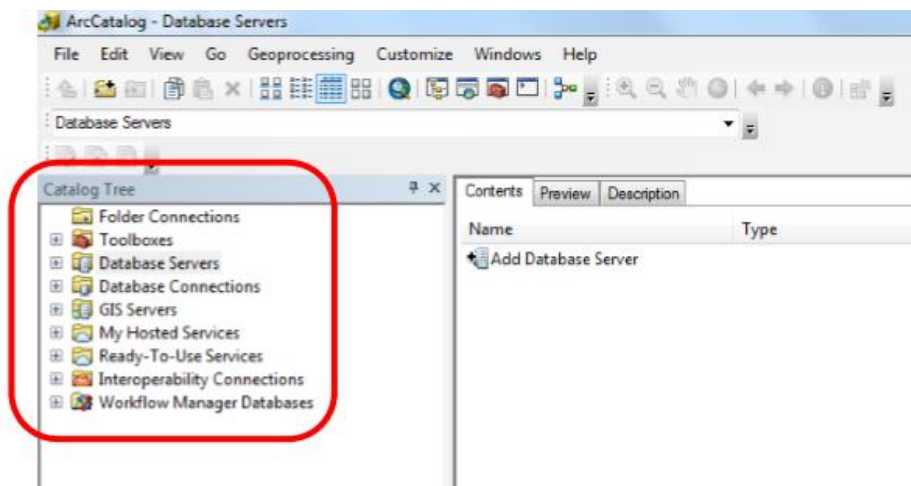 ArcCatalog - Database Servers
File Edit View Go Geoprocessing Customize Windows Help
Database Servers
Catalog Tree
Folder Connections
Toolboxes
Database Servers
Database Connections
GIS Servers
My Hosted Services
Ready-To-Use Services
Interoperability Connections
Workflow Manager Databases
Contents Preview Description
Name Type
Add Database Server